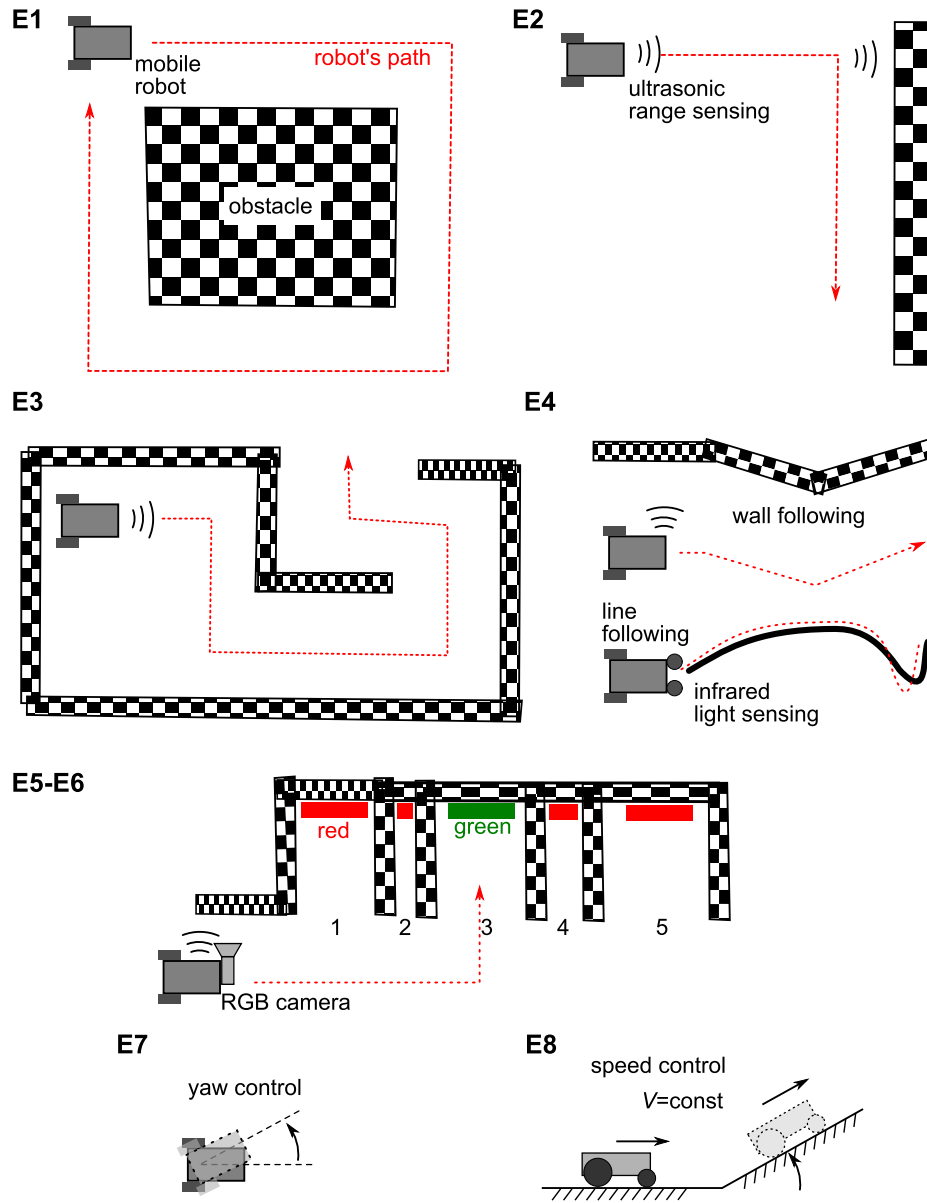 E1
robot's path
mobile
robot
obstacle
E2
ultrasonic
range sensing
E3
E4
wall following
line
following
infrared
light sensing
E5-E6
red
green
1 2 3 4 5
RGB camera
E7
yaw control
E8
speed control
V=const